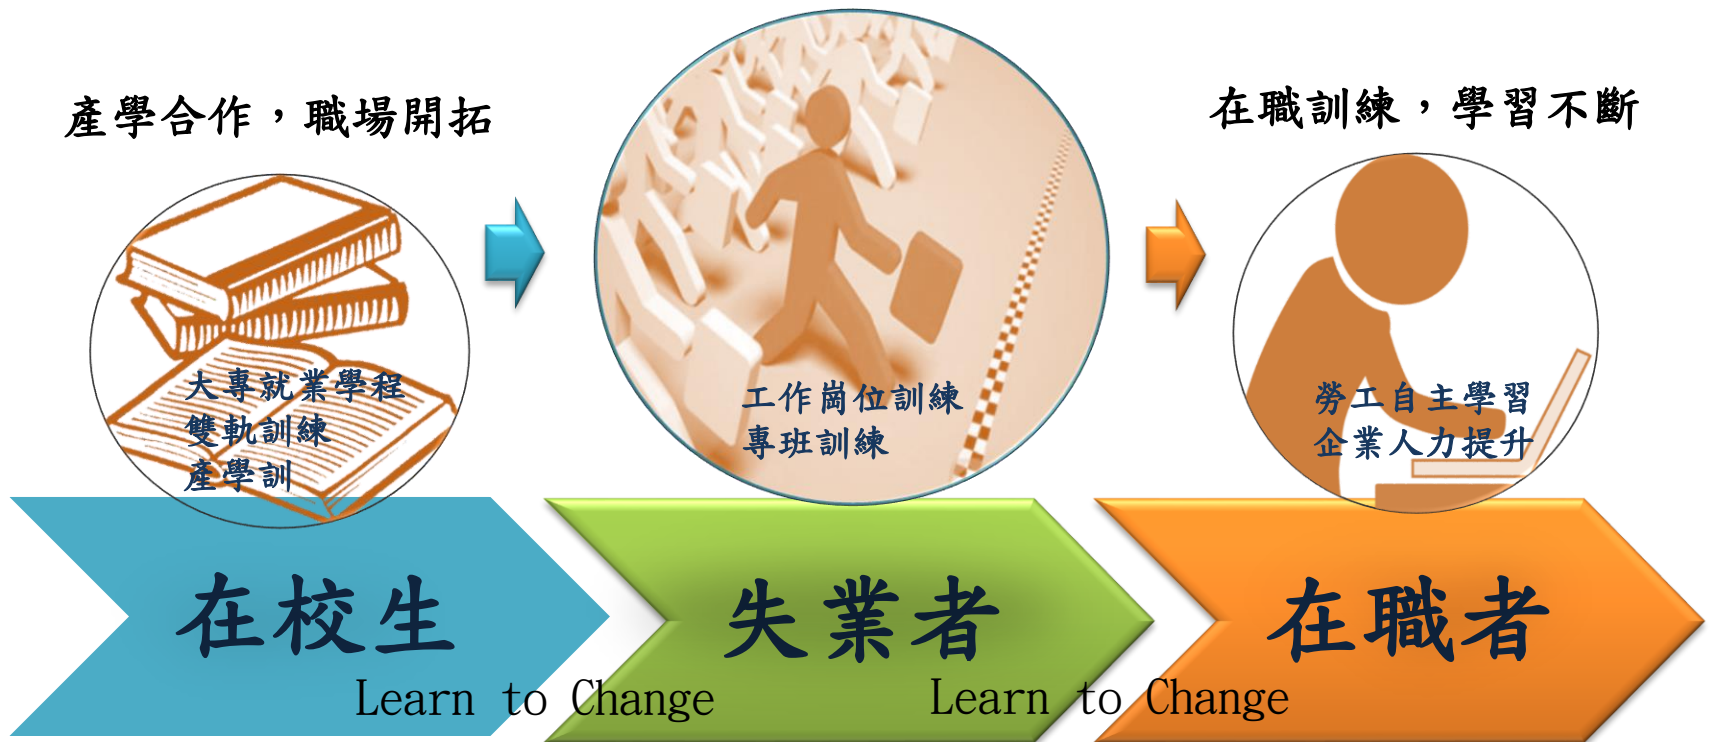 產學合作，職場開拓
在職訓練，學習不斷
大專就業學程
雙軌訓練
產學訓
工作崗位訓練
專班訓練
勞工自主學習
企業人力提升
在校生
失業者
在職者
Learn to Change
Learn to Change